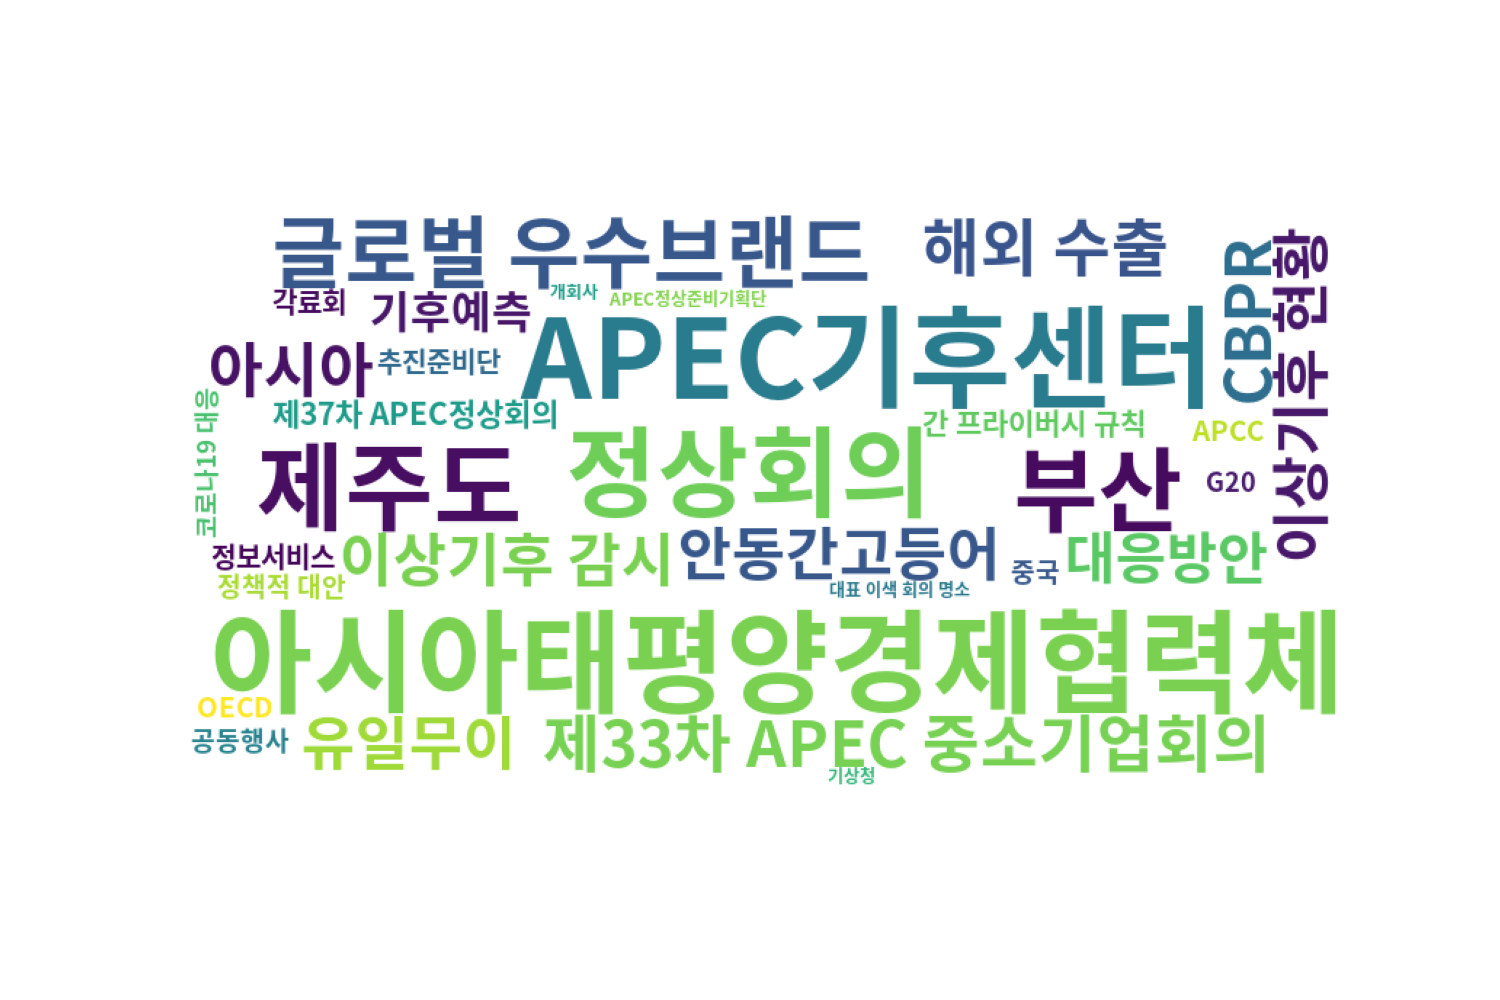 글로벌 우수브랜드
해외 수출
CBPR
이상기후 현황
각료회
기후예측
개회사
APEC정상준비기획단
APEC기후센터
아시아
추진준비단
제37차 APEC정상회의
간 프라이버시 규칙
APCC
코로나19 대응
제주도
정상회의
부산
G20
정보서비스
이상기후 감시
안동간고등어
중국
대응방안
정책적 대안
대표 이색 회의 명소
아시아태평양경제협력체
OECD
공동행사
유일무이
제33차 APEC 중소기업회의
기상청